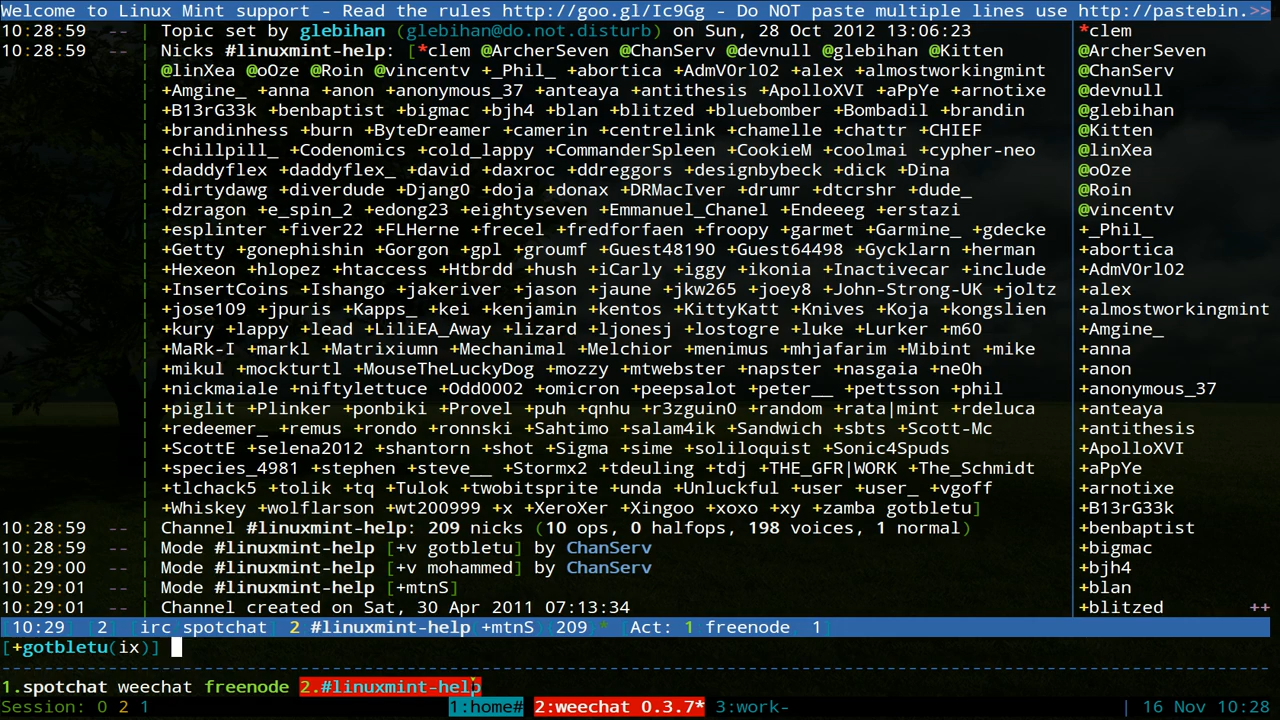 Welcome to Linux Mint support - Read the rules http://goo.gl/Ic9Gg - Do NOT paste multiple lines use http://pastebin.>>
10:28:59 -- | Topic set by glebihan (glebihan@do.not.disturb) on Sun, 28 Oct 2012 13:06:23 *clem
10:28:59 -- | Nicks #linuxmint-help: [*clem @ArcherSeven @ChanServ @devnull @glebihan @Kitten @ArcherSeven
| @linXea @oOze @Roin @vincentv +_Phil_ +abortica +AdmV0rl02 +alex +almostworkingmint @ChanServ
| +Amgine_ +anna +anon +anonymous_37 +anteaya +antithesis +ApolloXVI +aPpYe +arnotixe @devnull
| +B13rG33k +benbaptist +bigmac +bjh4 +blan +blitzed +bluebomber +Bombadil +brandin @glebihan
| +brandinhess +burn +ByteDreamer +camerin +centrelink +chamelle +chattr +CHIEF @Kitten
| +chillpill_ +Codenomics +cold_lappy +CommanderSpleen +CookieM +coolmai +cypher-neo @linXea
| +daddyflex +daddyflex_ +david +daxroc +ddreggors +designbybeck +dick +Dina @oOze
| +dirtydawg +diverdude +Djang0 +doja +donax +DRMacIver +drumr +dtcrshr +dude_ @Roin
| +dzragon +e_spin_2 +edong23 +eightyseven +Emmanuel_Chanel +Endeeeg +erstazi @vincentv
| +esplinter +fiver22 +FLHerne +frecel +fredforfaen +froopy +garmet +Garmine_ +gdecke +_Phil_
| +Getty +gonephishin +Gorgon +gpl +groumf +Guest48190 +Guest64498 +Gycklarn +herman +abortica
| +Hexeon +hlopez +htaccess +Htbrdd +hush +iCarly +iggy +ikonia +Inactivecar +include +AdmV0rl02
| +InsertCoins +Ishango +jakeriver +jason +jaune +jkw265 +joey8 +John-Strong-UK +joltz +alex
| +jose109 +jpuris +Kapps_ +kei +kenjamin +kentos +KittyKatt +Knives +Koja +kongslien +almostworkingmint
| +kury +lappy +lead +LiliEA_Away +lizard +ljonesj +lostogre +luke +Lurker +m60 +Amgine_
| +MaRk-I +markl +Matrixiumn +Mechanimal +Melchior +menimus +mhjafarim +Mibint +mike +anna
| +mikul +mockturtl +MouseTheLuckyDog +mozzy +mtwebster +napster +nasgaia +ne0h +anon
| +nickmaiale +niftylettuce +Odd0002 +omicron +peepsalot +peter__ +pettsson +phil +anonymous_37
| +piglit +Plinker +ponbiki +Provel +puh +qnhu +r3zguin0 +random +rata|mint +rdeluca +anteaya
| +redeemer_ +remus +rondo +ronnski +Sahtimo +salam4ik +Sandwich +sbts +Scott-Mc +antithesis
| +ScottE +selena2012 +shantorn +shot +Sigma +sime +soliloquist +Sonic4Spuds +ApolloXVI
| +species_4981 +stephen +steve__ +Stormx2 +tdeuling +tdj +THE_GFR|WORK +The_Schmidt +aPpYe
| +tlchack5 +tolik +tq +Tulok +twobitsprite +unda +Unluckful +user +user_ +vgoff +arnotixe
| +Whiskey +wolflarson +wt200999 +x +XeroXer +Xingoo +xoxo +xy +zamba gotbletu] +B13rG33k
10:28:59 -- | Channel #linuxmint-help: 209 nicks (10 ops, 0 halfops, 198 voices, 1 normal) +benbaptist
10:28:59 -- | Mode #linuxmint-help [+v gotbletu] by ChanServ +bigmac
10:29:00 -- | Mode #linuxmint-help [+v mohammed] by ChanServ +bjh4
10:29:01 -- | Mode #linuxmint-help [+mtnS] +blan
10:29:01 -- | Channel created on Sat, 30 Apr 2011 07:13:34 +blitzed ++
[10:29] [2] [irc spotchat] 2 #linuxmint-help[+mtnS]{209}* [Act: 1 freenode 1]
[+gotbletu(ix)]
1.spotchat weechat freenode 2.#linuxmint-help
Session: 0 2 1 1:home# 2:weechat 0.3.7* 3:work- | 16 Nov 10:28